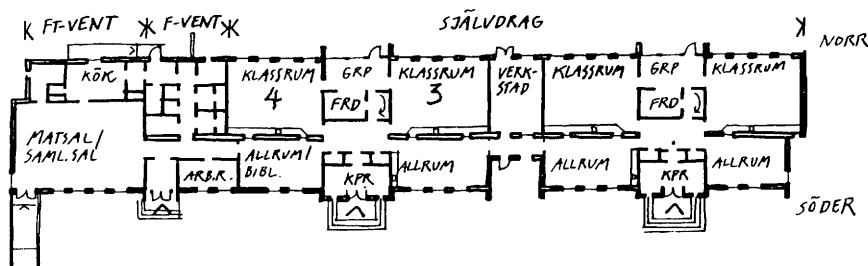 FT-VENT
F-VENT
SJÄLVDRAG
NORR
KÖK
KLASSRUM
4
GRP
KLASSRUM
3
VERK-
STAD
KLASSRUM
GRP
KLASSRUM
FRD
FRD
MATSAL/
SAML.SAL
ARB.R.
ALLRUM/
BIBL.
KPR
ALLRUM
ALLRUM
KPR
ALLRUM
SÖDER